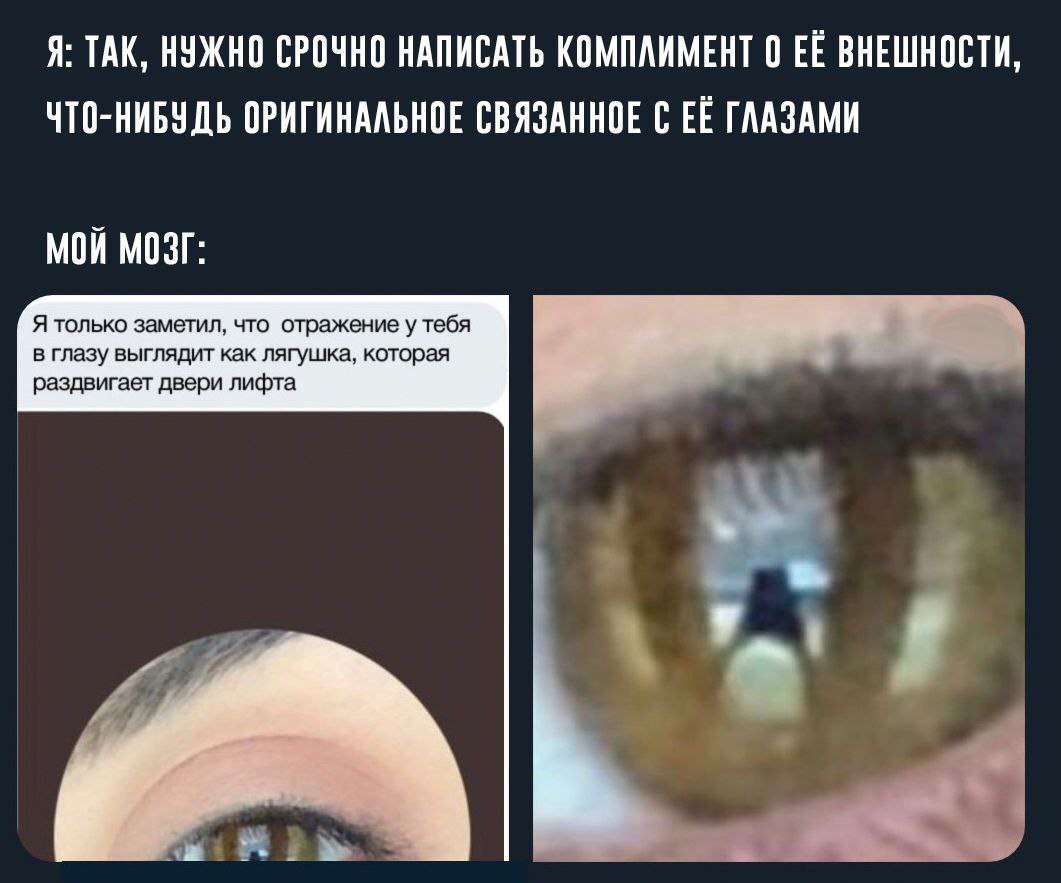 Я: ТАК, НУЖНО СРОЧНО НАПИСАТЬ КОМПЛИМЕНТ О ЕЁ ВНЕШНОСТИ,
ЧТО-НИБУДЬ ОРИГИНАЛЬНОЕ СВЯЗАННОЕ С ЕЁ ГЛАЗАМИ
МОЙ МОЗГ:
Я только заметил, что отражение у тебя
в глазу выглядит как лягушка, которая
раздвигает двери лифта